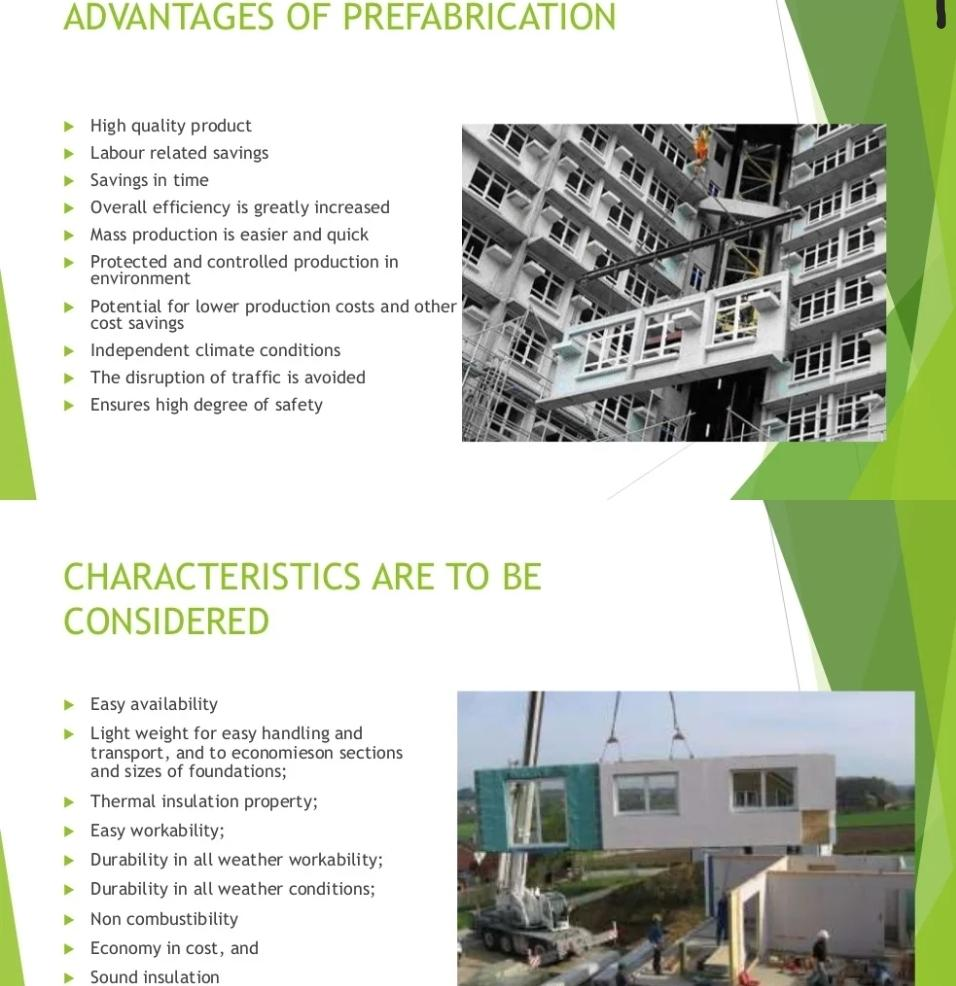 ADVANTAGES OF PREFABRICATION
High quality product
Labour related savings
Savings in time
Overall efficiency is greatly increased
Mass production is easier and quick
Protected and controlled production in
environment
Potential for lower production costs and other
cost savings
Independent climate conditions
The disruption of traffic is avoided
Ensures high degree of safety
CHARACTERISTICS ARE TO BE
CONSIDERED
Easy availability
Light weight for easy handling and
transport, and to economieson sections
and sizes of foundations;
Thermal insulation property;
Easy workability;
Durability in all weather workability;
Durability in all weather conditions;
Non combustibility
Economy in cost, and
Sound insulation